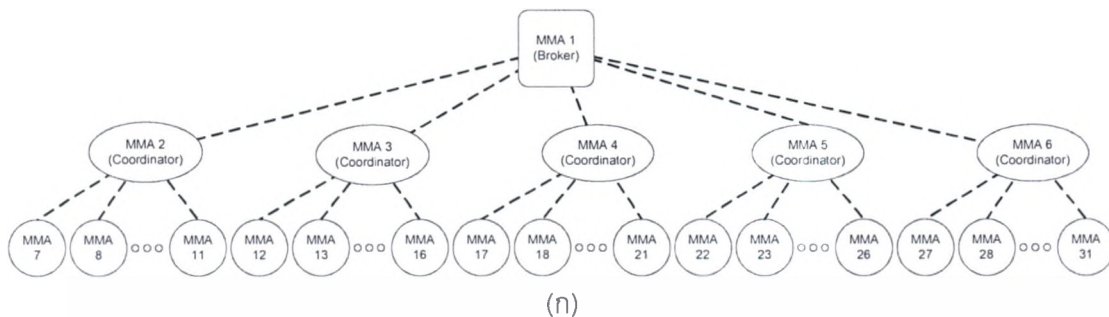 MMA 1
(Broker)
MMA 2
(Coordinator)
MMA 3
(Coordinator)
MMA 4
(Coordinator)
MMA 5
(Coordinator)
MMA 6
(Coordinator)
MMA
7
MMA
8
MMA
11
MMA
12
MMA
13
MMA
16
MMA
17
MMA
18
MMA
21
MMA
22
MMA
23
MMA
26
MMA
27
MMA
28
MMA
31
(ก)